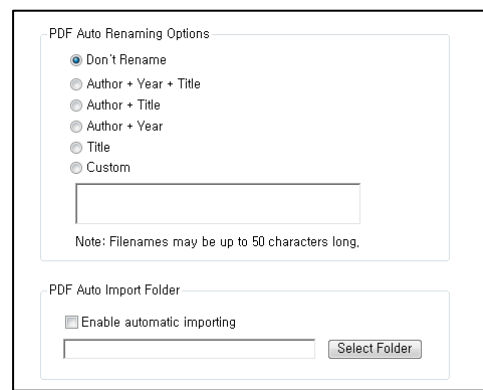 PDF Auto Renaming Options
Don't Rename
Author + Year + Title
Author + Title
Author + Year
Title
Custom
Note: Filenames may be up to 50 characters long,
PDF Auto Import Folder
Enable automatic importing
Select Folder